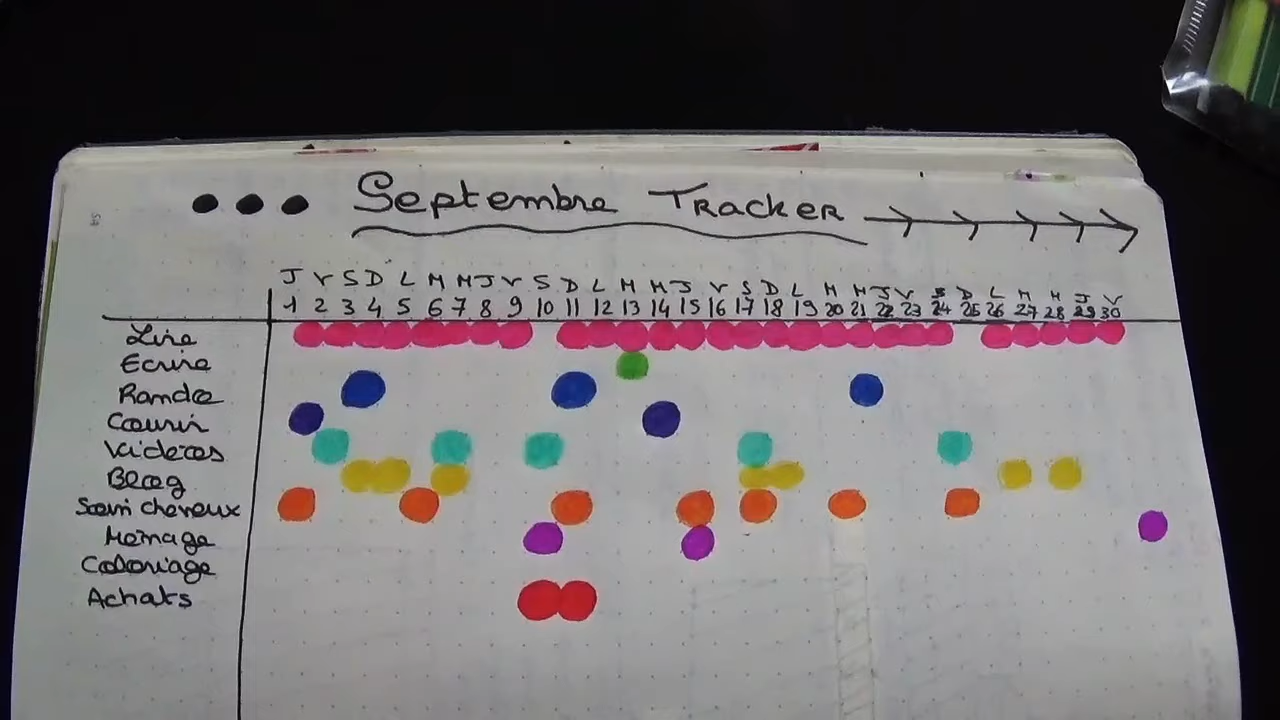 Septembre Tracker
J V S D L M M J V S D L M M J V S D L M M J V S D L M M J V
1 2 3 4 5 6 7 8 9 10 11 12 13 14 15 16 17 18 19 20 21 22 23 24 25 26 27 28 29 30
Lire
Ecrire
Rando
Courir
Vidéos
Blog
Soin cheveux
Ménage
Coloriage
Achats